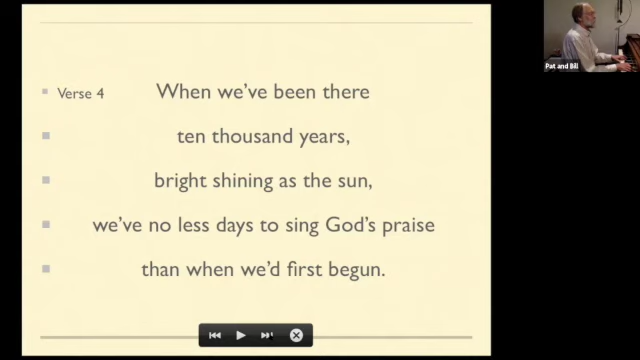 Verse 4 When we've been there
ten thousand years,
bright shining as the sun,
we've no less days to sing God's praise
than when we'd first begun.
Pat and Bill